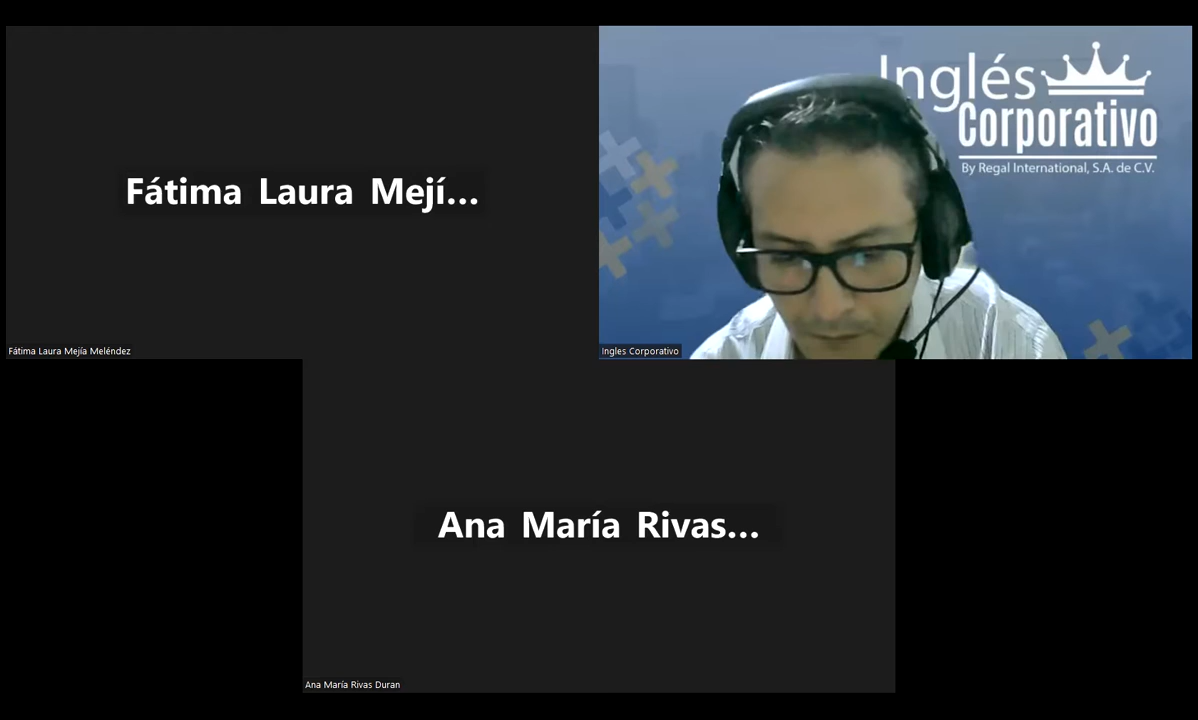 Fátima Laura Mejí...
Fátima Laura Mejía Meléndez
Inglés
Corporativo
By Regal International, S.A. de C.V.
Ingles Corporativo
Ana María Rivas...
Ana María Rivas Duran